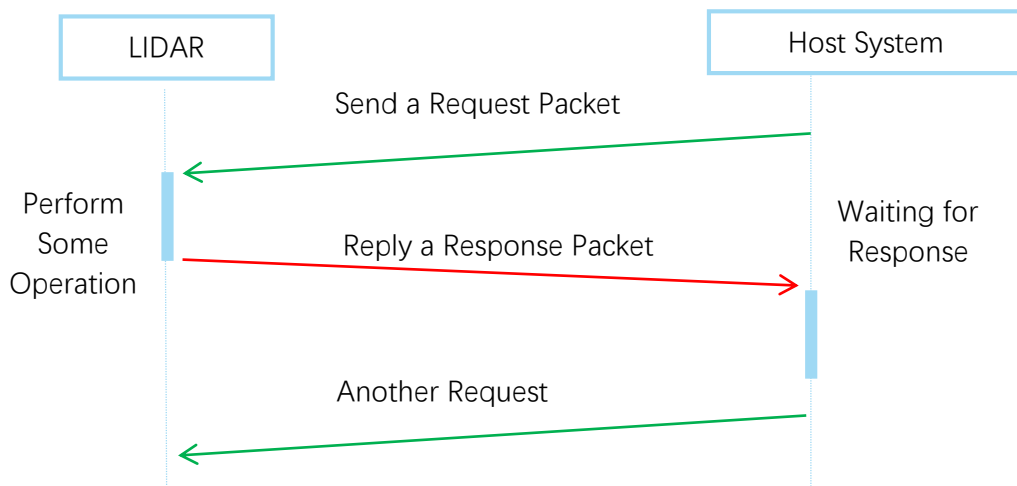 LIDAR
Host System
Send a Request Packet
Perform
Some
Operation
Waiting for
Response
Reply a Response Packet
Another Request